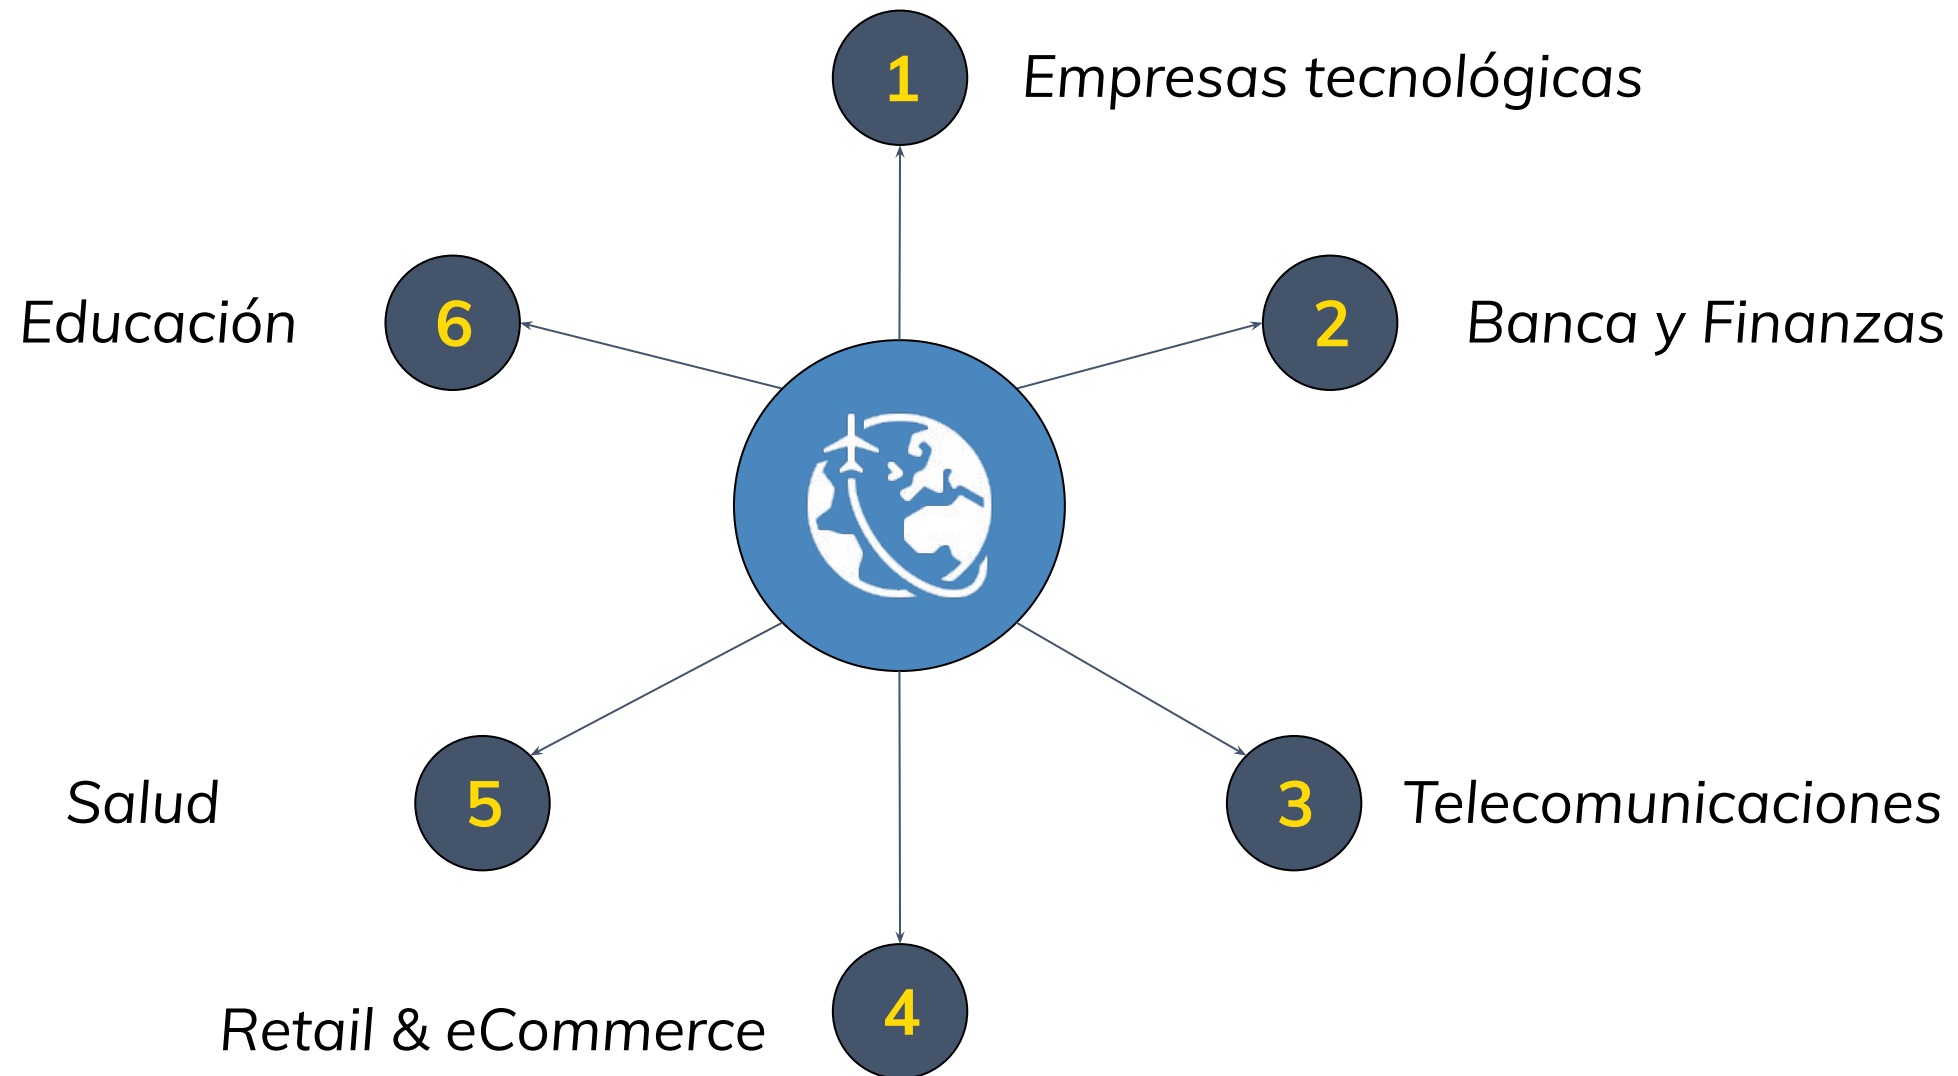 1
Empresas tecnológicas
2
Banca y Finanzas
3
Telecomunicaciones
4
Retail & eCommerce
5
Salud
6
Educación